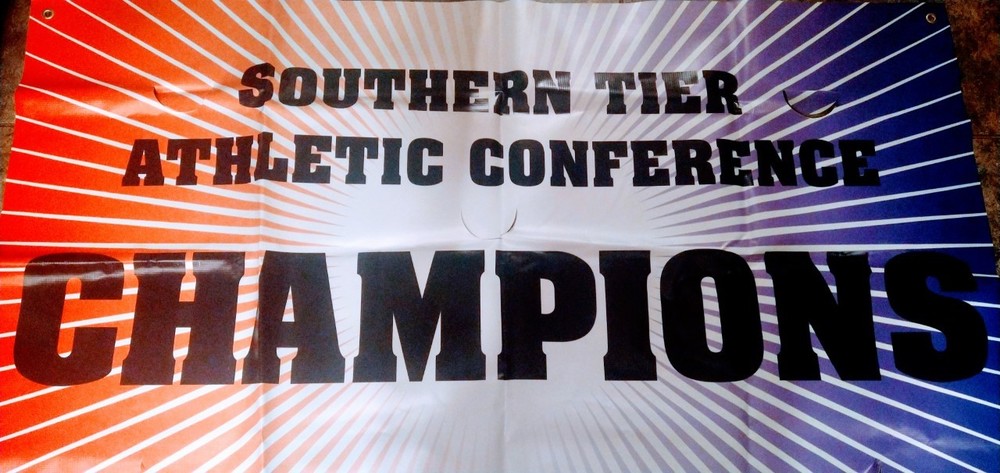 SOUTHERN TIER
ATHLETIC CONFERENCE
CHAMPIONS